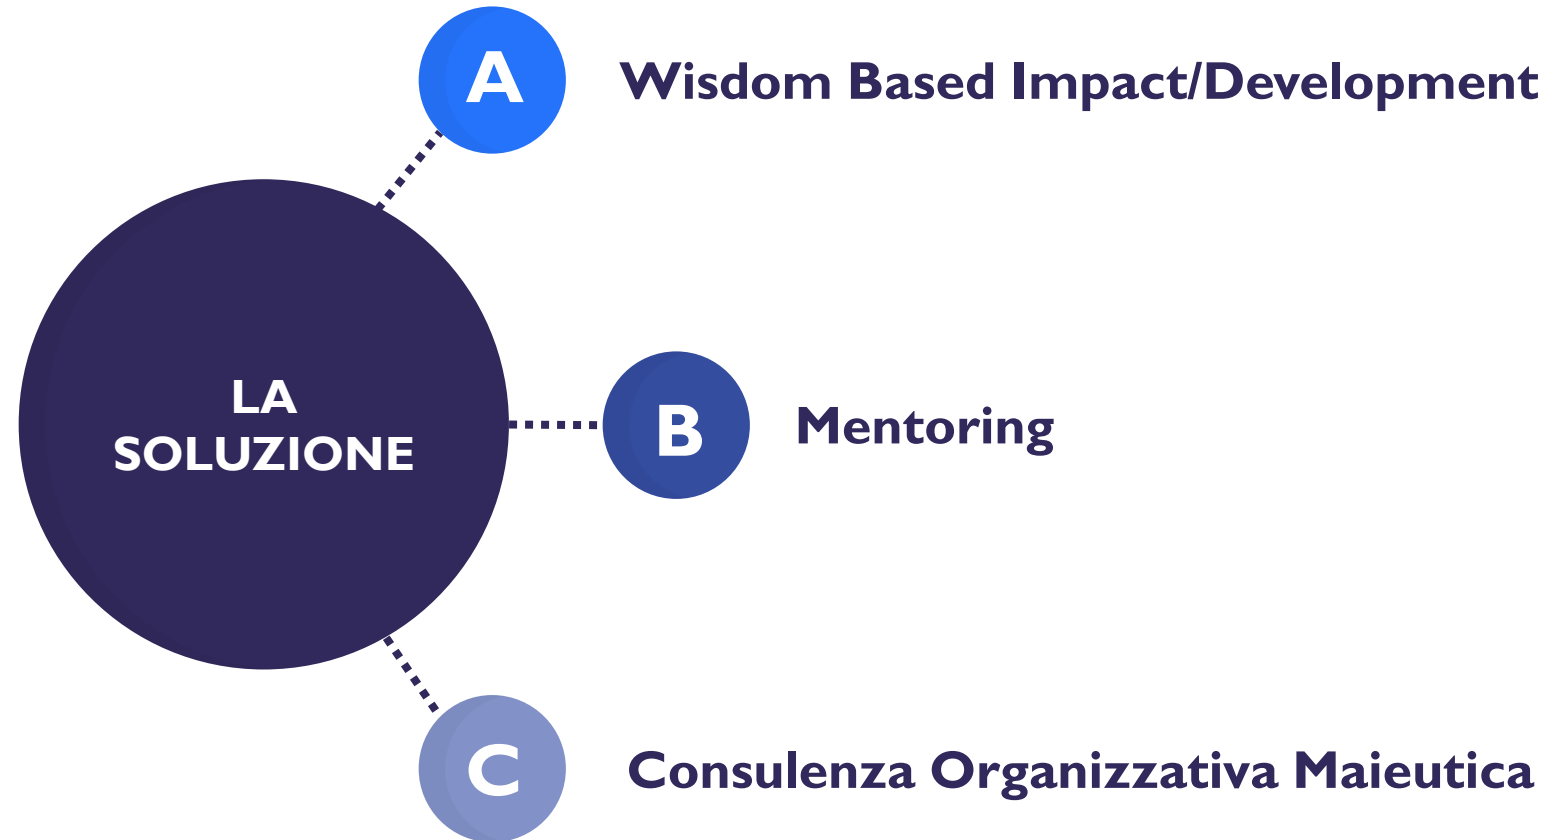 A
Wisdom Based Impact/Development
LA
SOLUZIONE
B
Mentoring
C
Consulenza Organizzativa Maieutica